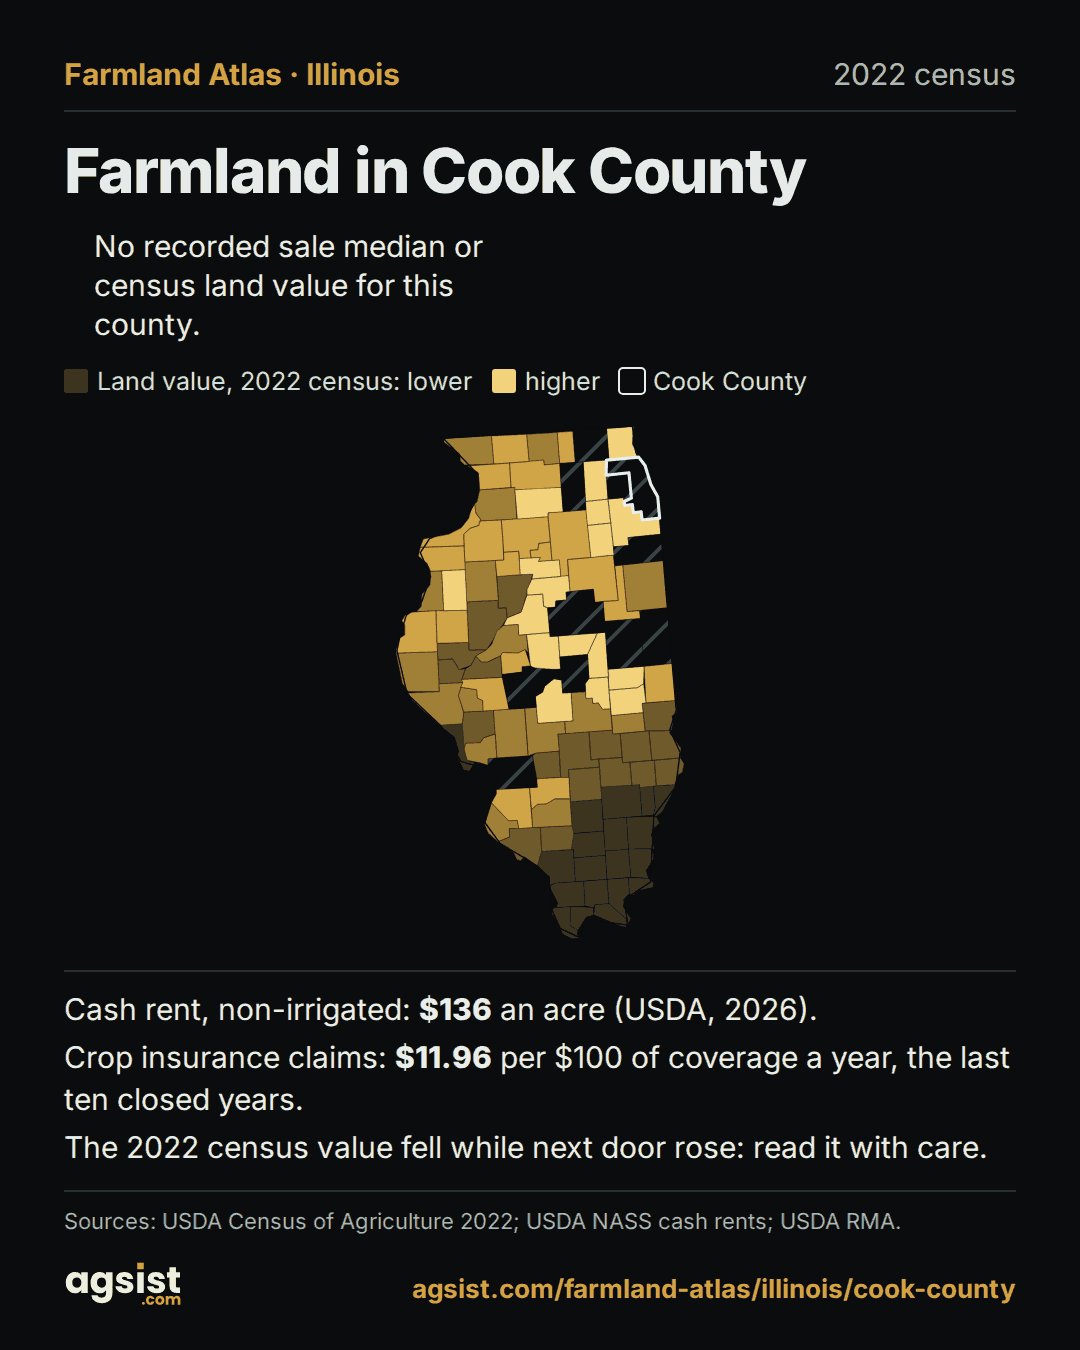 Farmland Atlas · Illinois
2022 census
Farmland in Cook County
No recorded sale median or
census land value for this
county.
Land value, 2022 census: lower
higher
Cook County
Cash rent, non-irrigated: $136 an acre (USDA, 2026).
Crop insurance claims: $11.96 per $100 of coverage a year, the last
ten closed years.
The 2022 census value fell while next door rose: read it with care.
Sources: USDA Census of Agriculture 2022; USDA NASS cash rents; USDA RMA.
agsist
.com
agsist.com/farmland-atlas/illinois/cook-county